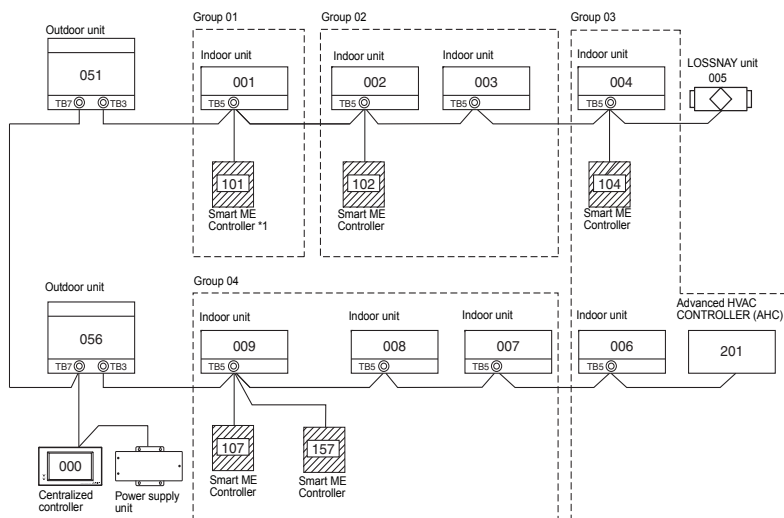 Group 01
Group 02
Group 03
Outdoor unit
051
TB7
TB3
Indoor unit
001
TB5
Indoor unit
002
TB5
Indoor unit
003
TB5
Indoor unit
004
TB5
LOSSNAY unit
005
101
Smart ME
Controller *1
102
Smart ME
Controller
104
Smart ME
Controller
Group 04
Outdoor unit
056
TB7
TB3
Indoor unit
009
TB5
Indoor unit
008
TB5
Indoor unit
007
TB5
Indoor unit
006
TB5
Advanced HVAC
CONTROLLER (AHC)
201
000
Centralized
controller
Power supply
unit
107
Smart ME
Controller
157
Smart ME
Controller